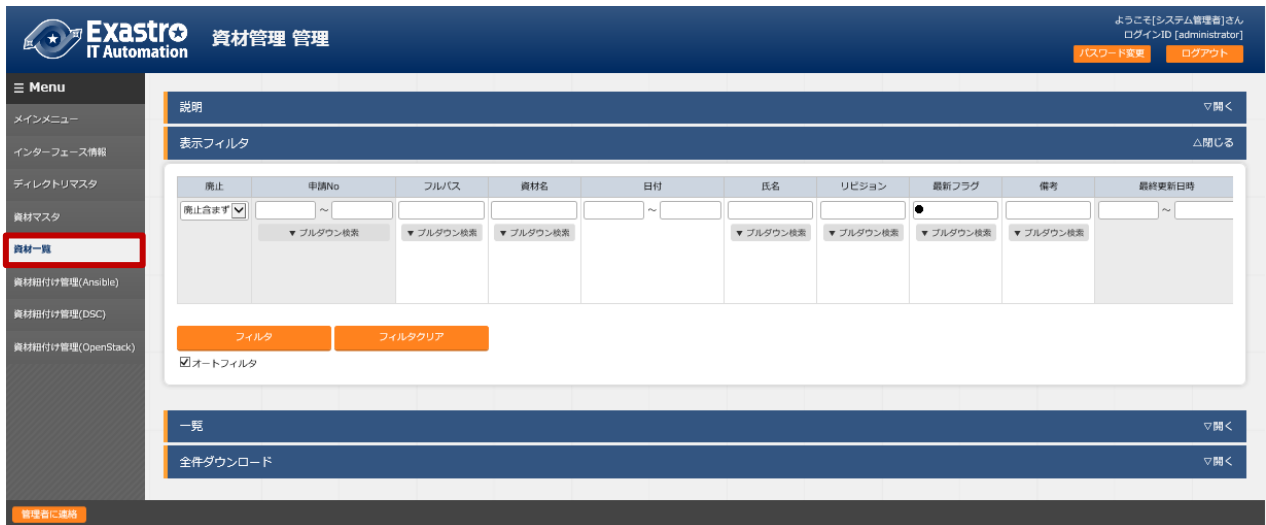 Exastro
IT Automation
資材管理 管理
ようこそ[システム管理者]さん
ログインID [administrator]
パスワード変更 ログアウト
☰ Menu
メインメニュー
インターフェース情報
ディレクトリマスタ
資材マスタ
資材一覧
資材紐付け管理(Ansible)
資材紐付け管理(DSC)
資材紐付け管理(OpenStack)
説明 ▽開く
表示フィルタ △閉じる
廃止 申請No フルパス 資材名 日付 氏名 リビジョン 最新フラグ 備考 最終更新日時
廃止含まず ～ ～ ● ～
▼ プルダウン検索 ▼ プルダウン検索 ▼ プルダウン検索 ▼ プルダウン検索 ▼ プルダウン検索 ▼ プルダウン検索 ▼ プルダウン検索
フィルタ フィルタクリア
オートフィルタ
一覧 ▽開く
全件ダウンロード ▽開く
管理者に連絡